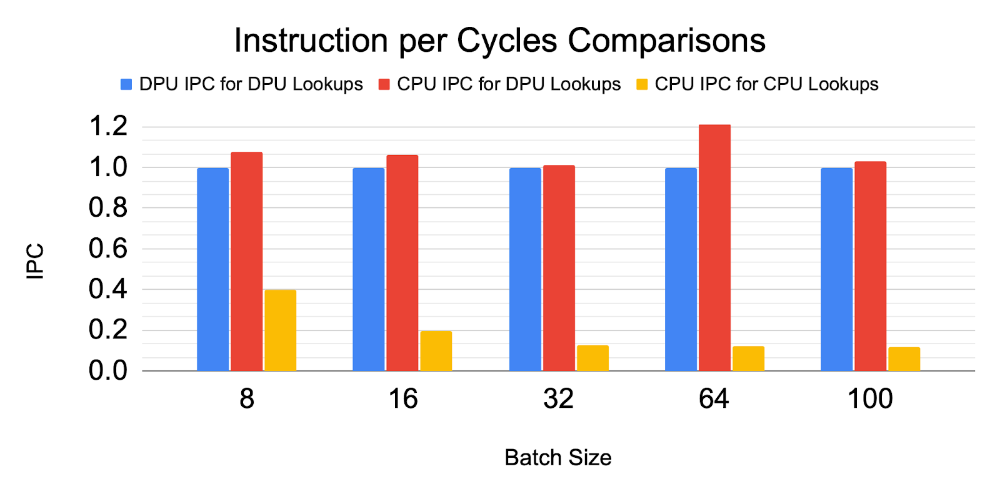 Instruction per Cycles Comparisons
DPU IPC for DPU Lookups CPU IPC for DPU Lookups CPU IPC for CPU Lookups
1.2
1.0
0.8
0.6
0.4
0.2
0.0
IPC
8 16 32 64 100
Batch Size